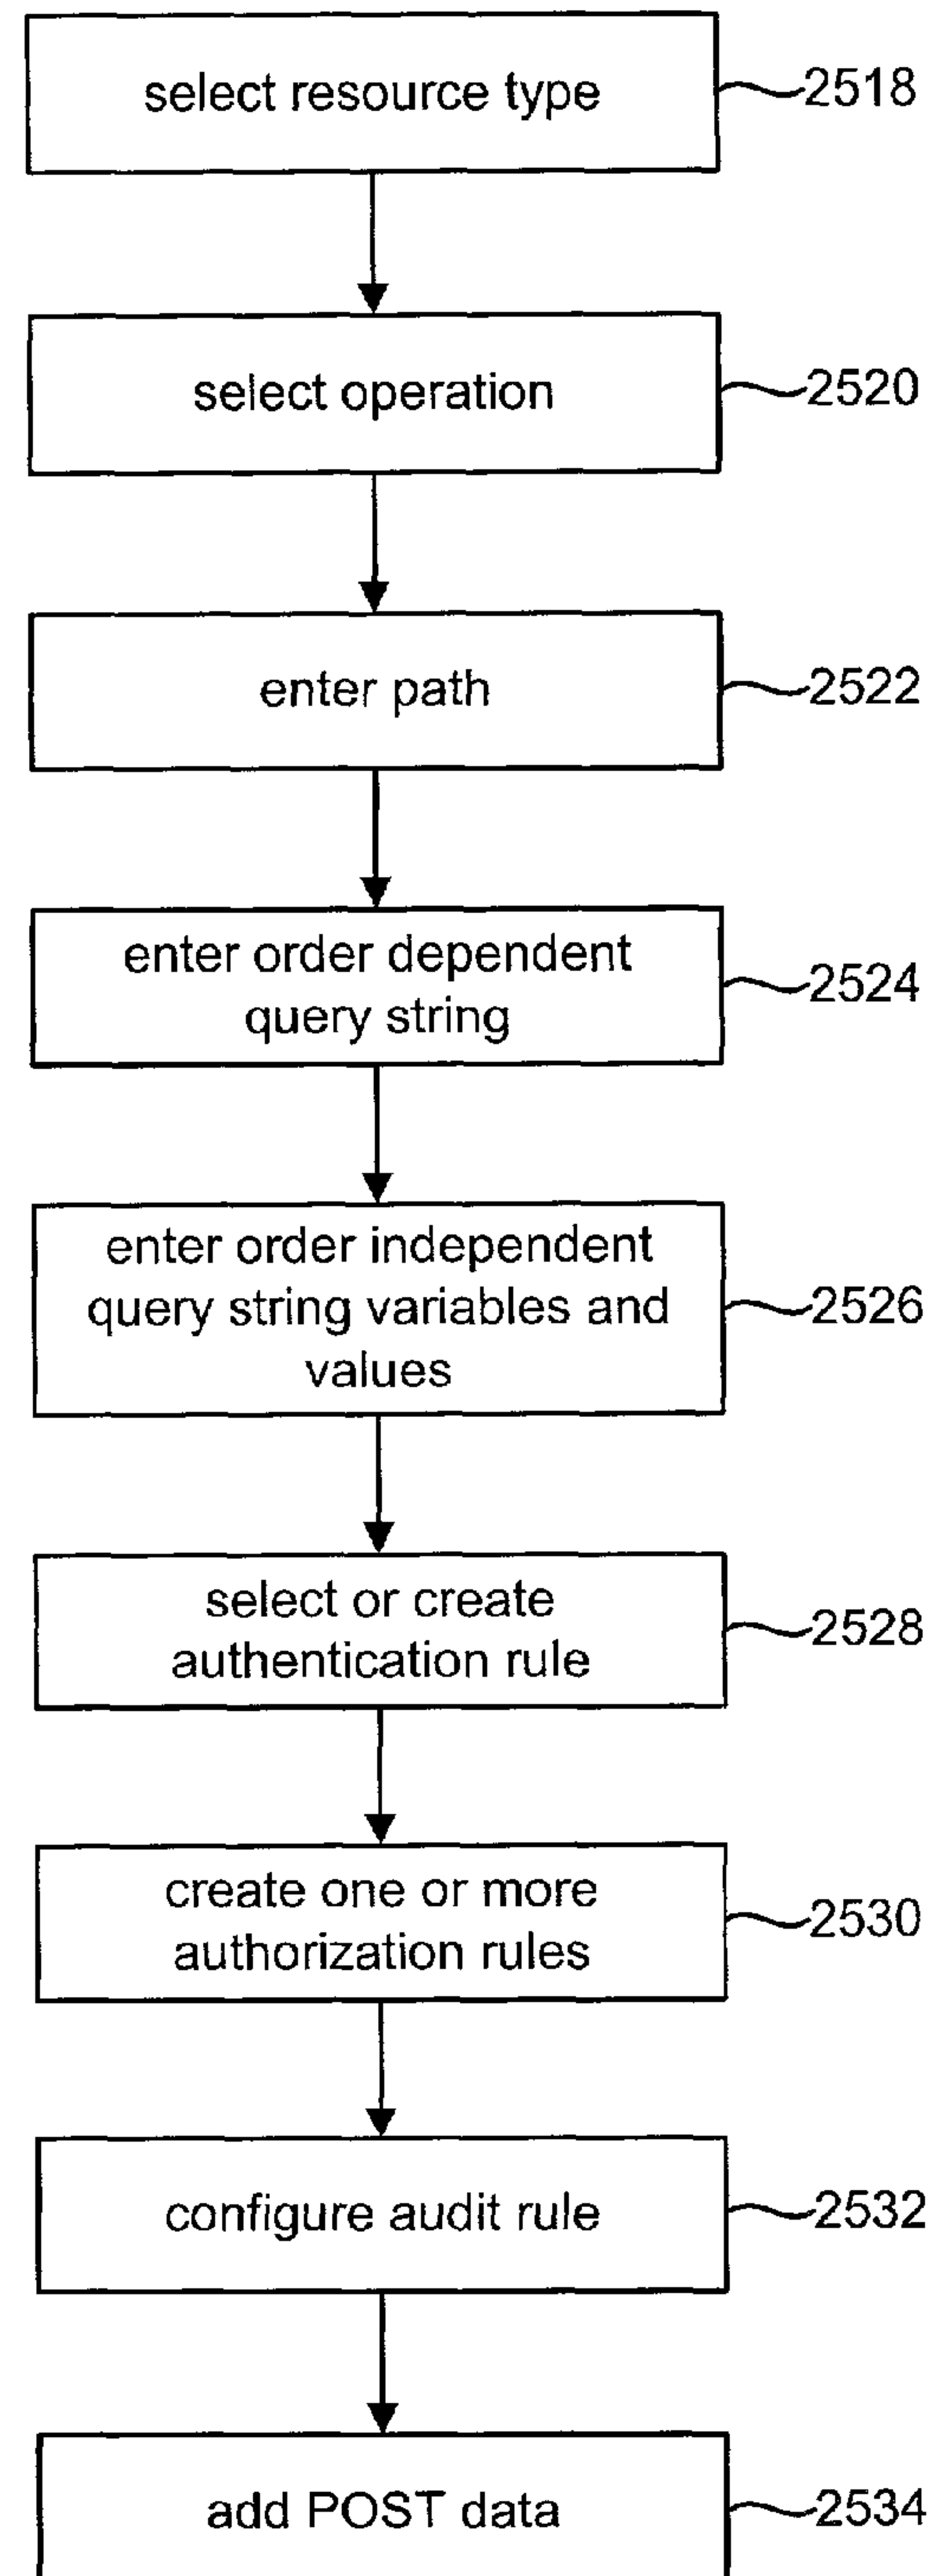 select resource type
2518
select operation
2520
enter path
2522
enter order dependent
query string
2524
enter order independent
query string variables and
values
2526
select or create
authentication rule
2528
create one or more
authorization rules
2530
configure audit rule
2532
add POST data
2534